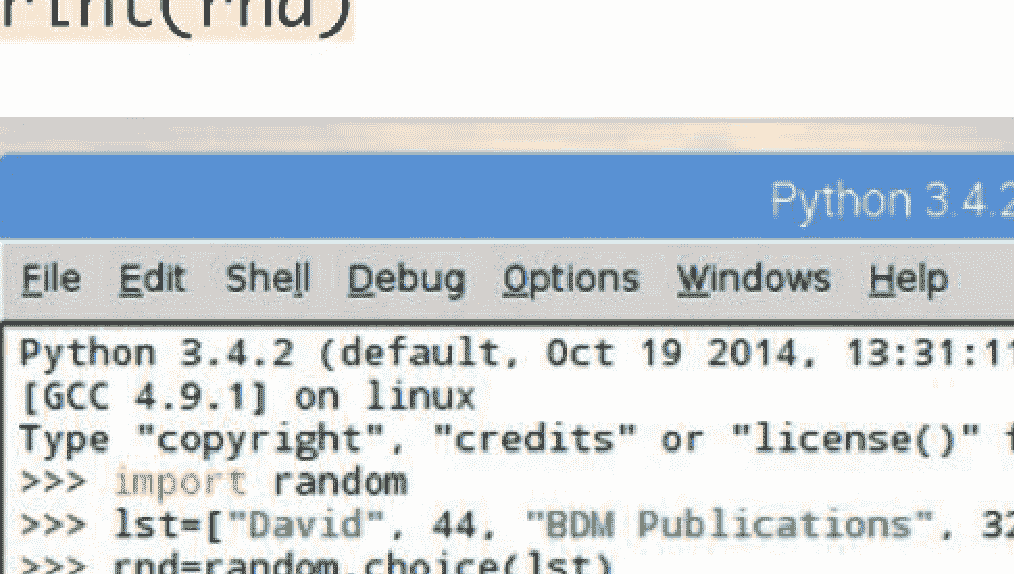 rint(rnd)
Python 3.4.2
File Edit Shell Debug Options Windows Help
Python 3.4.2 (default, Oct 19 2014, 13:31:11
[GCC 4.9.1] on linux
Type "copyright", "credits" or "license()" f
>>> import random
>>> lst=["David", 44, "BDM Publications", 32
>>> rnd=random.choice(lst)